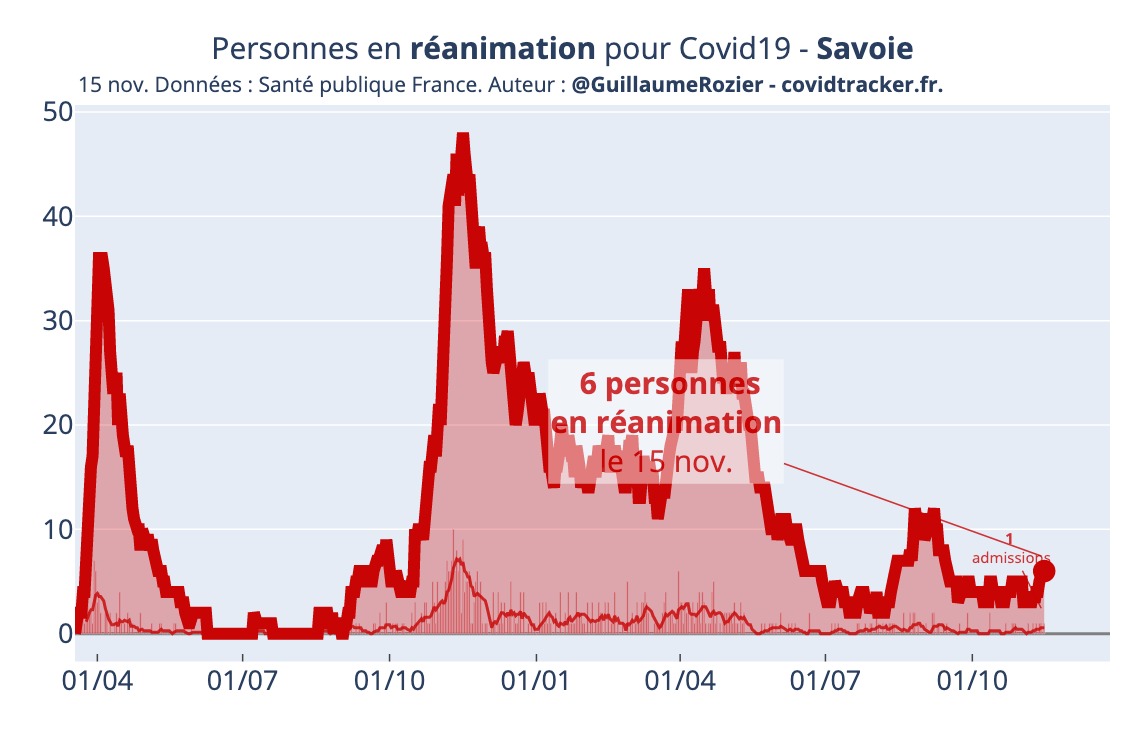 Personnes en réanimation pour Covid19 - Savoie
15 nov. Données : Santé publique France. Auteur : @GuillaumeRozier - covidtracker.fr.
50
40
30
20
10
0
6 personnes
en réanimation
le 15 nov.
1
admissions
01/04
01/07
01/10
01/01
01/04
01/07
01/10